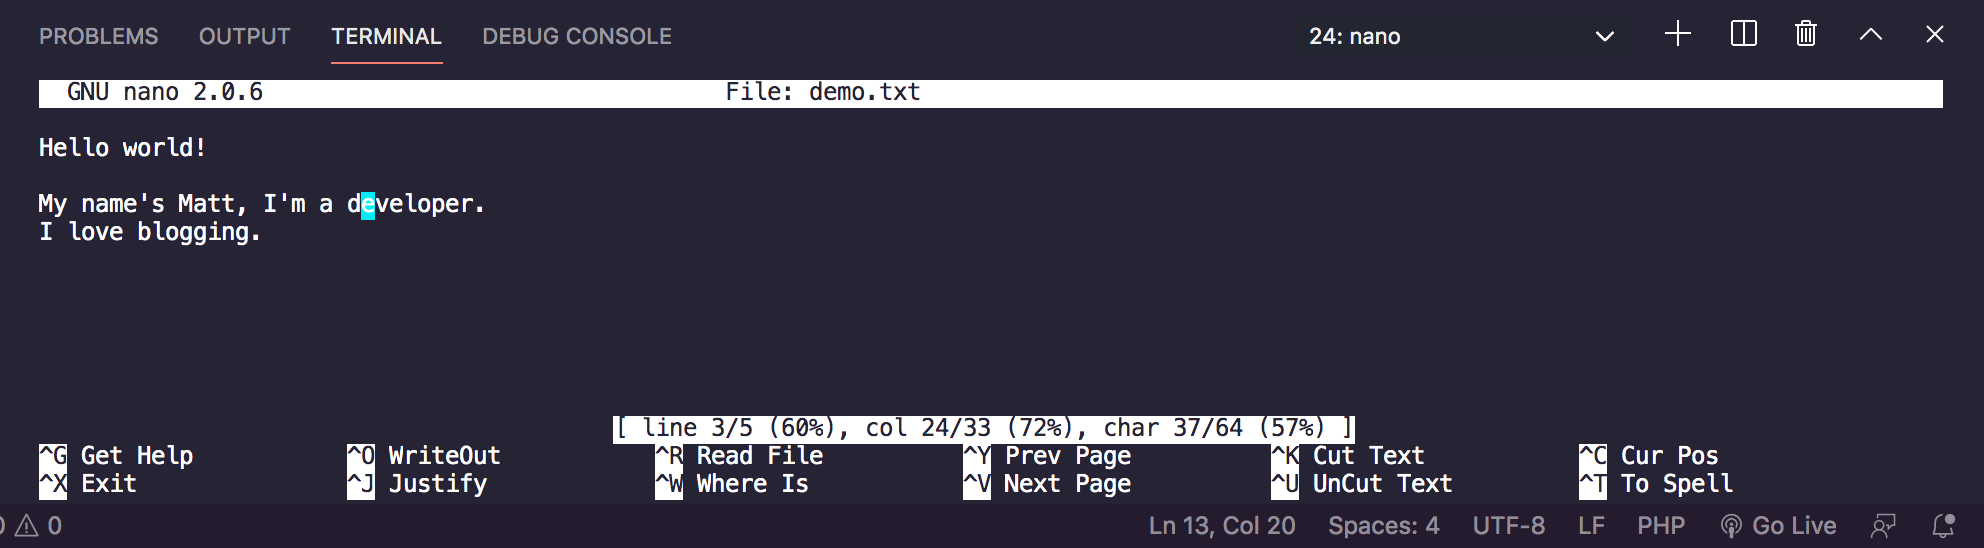 PROBLEMS OUTPUT TERMINAL DEBUG CONSOLE 24: nano
GNU nano 2.0.6 File: demo.txt
Hello world!
My name's Matt, I'm a developer.
I love blogging.
[ line 3/5 (60%), col 24/33 (72%), char 37/64 (57%) ]
^G Get Help ^O WriteOut ^R Read File ^Y Prev Page ^K Cut Text ^C Cur Pos
^X Exit ^J Justify ^W Where Is ^V Next Page ^U UnCut Text ^T To Spell
0 Ln 13, Col 20 Spaces: 4 UTF-8 LF PHP Go Live